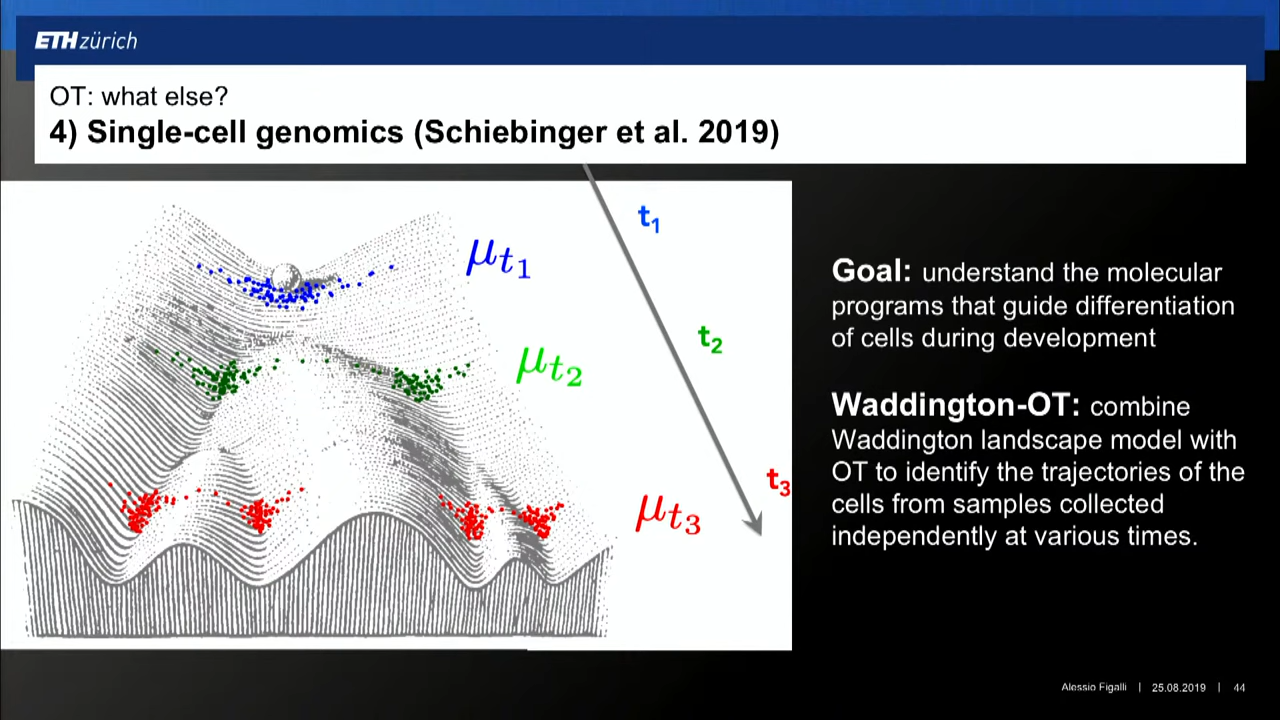 ETH zürich
OT: what else?
4) Single-cell genomics (Schiebinger et al. 2019)
t₁
μt₁
t₂
μt₂
t₃
μt₃
Goal: understand the molecular
programs that guide differentiation
of cells during development
Waddington-OT: combine
Waddington landscape model with
OT to identify the trajectories of the
cells from samples collected
independently at various times.
Alessio Figalli | 25.08.2019 | 44